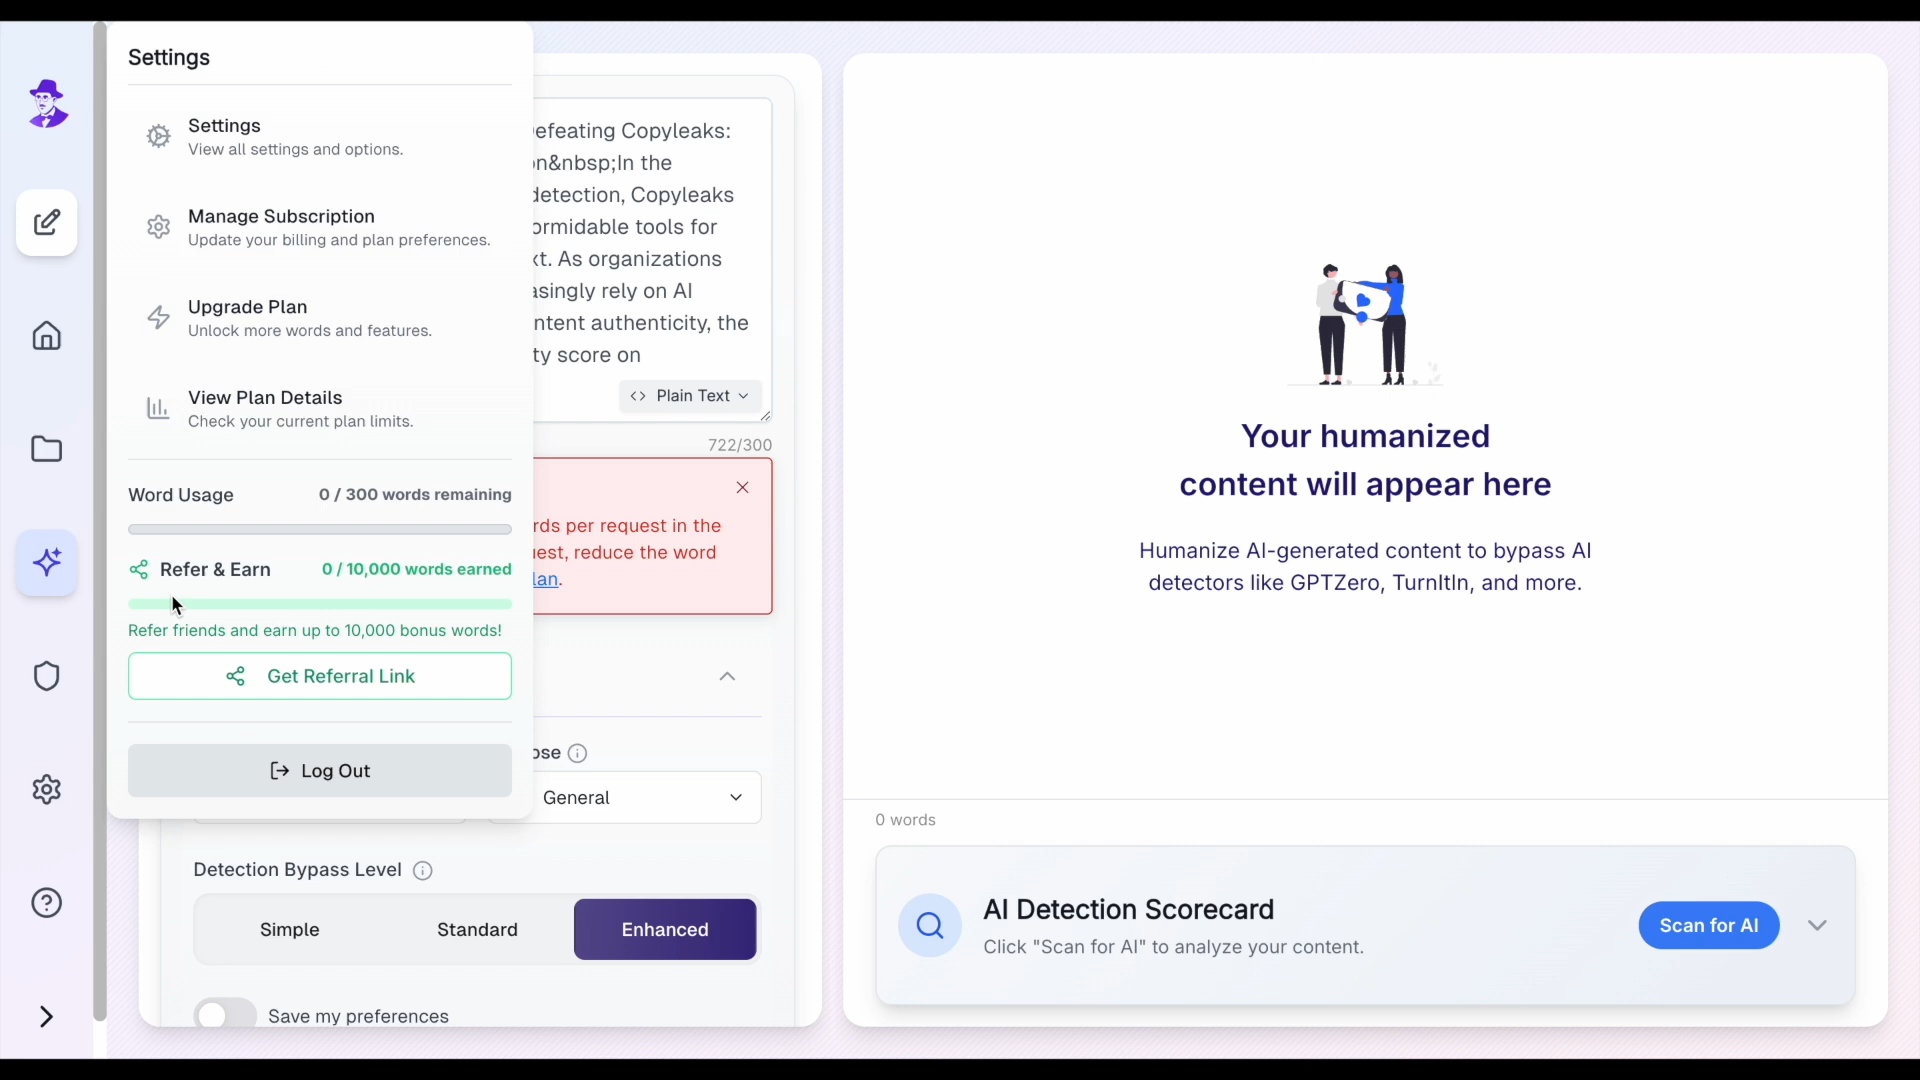 Settings
Settings
View all settings and options.
Manage Subscription
Update your billing and plan preferences.
Upgrade Plan
Unlock more words and features.
View Plan Details
Check your current plan limits.
Word Usage 0 / 300 words remaining
Refer & Earn 0 / 10,000 words earned
Refer friends and earn up to 10,000 bonus words!
Get Referral Link
Log Out
efeating Copyleaks:
n&nbsp;In the
detection, Copyleaks
ormidable tools for
xt. As organizations
asingly rely on AI
ntent authenticity, the
ty score on
Plain Text
722/300
rds per request in the
uest, reduce the word
lan.
ose
General
Detection Bypass Level
Simple Standard Enhanced
Save my preferences
Your humanized
content will appear here
Humanize AI-generated content to bypass AI
detectors like GPTZero, TurnItIn, and more.
0 words
AI Detection Scorecard
Click "Scan for AI" to analyze your content.
Scan for AI